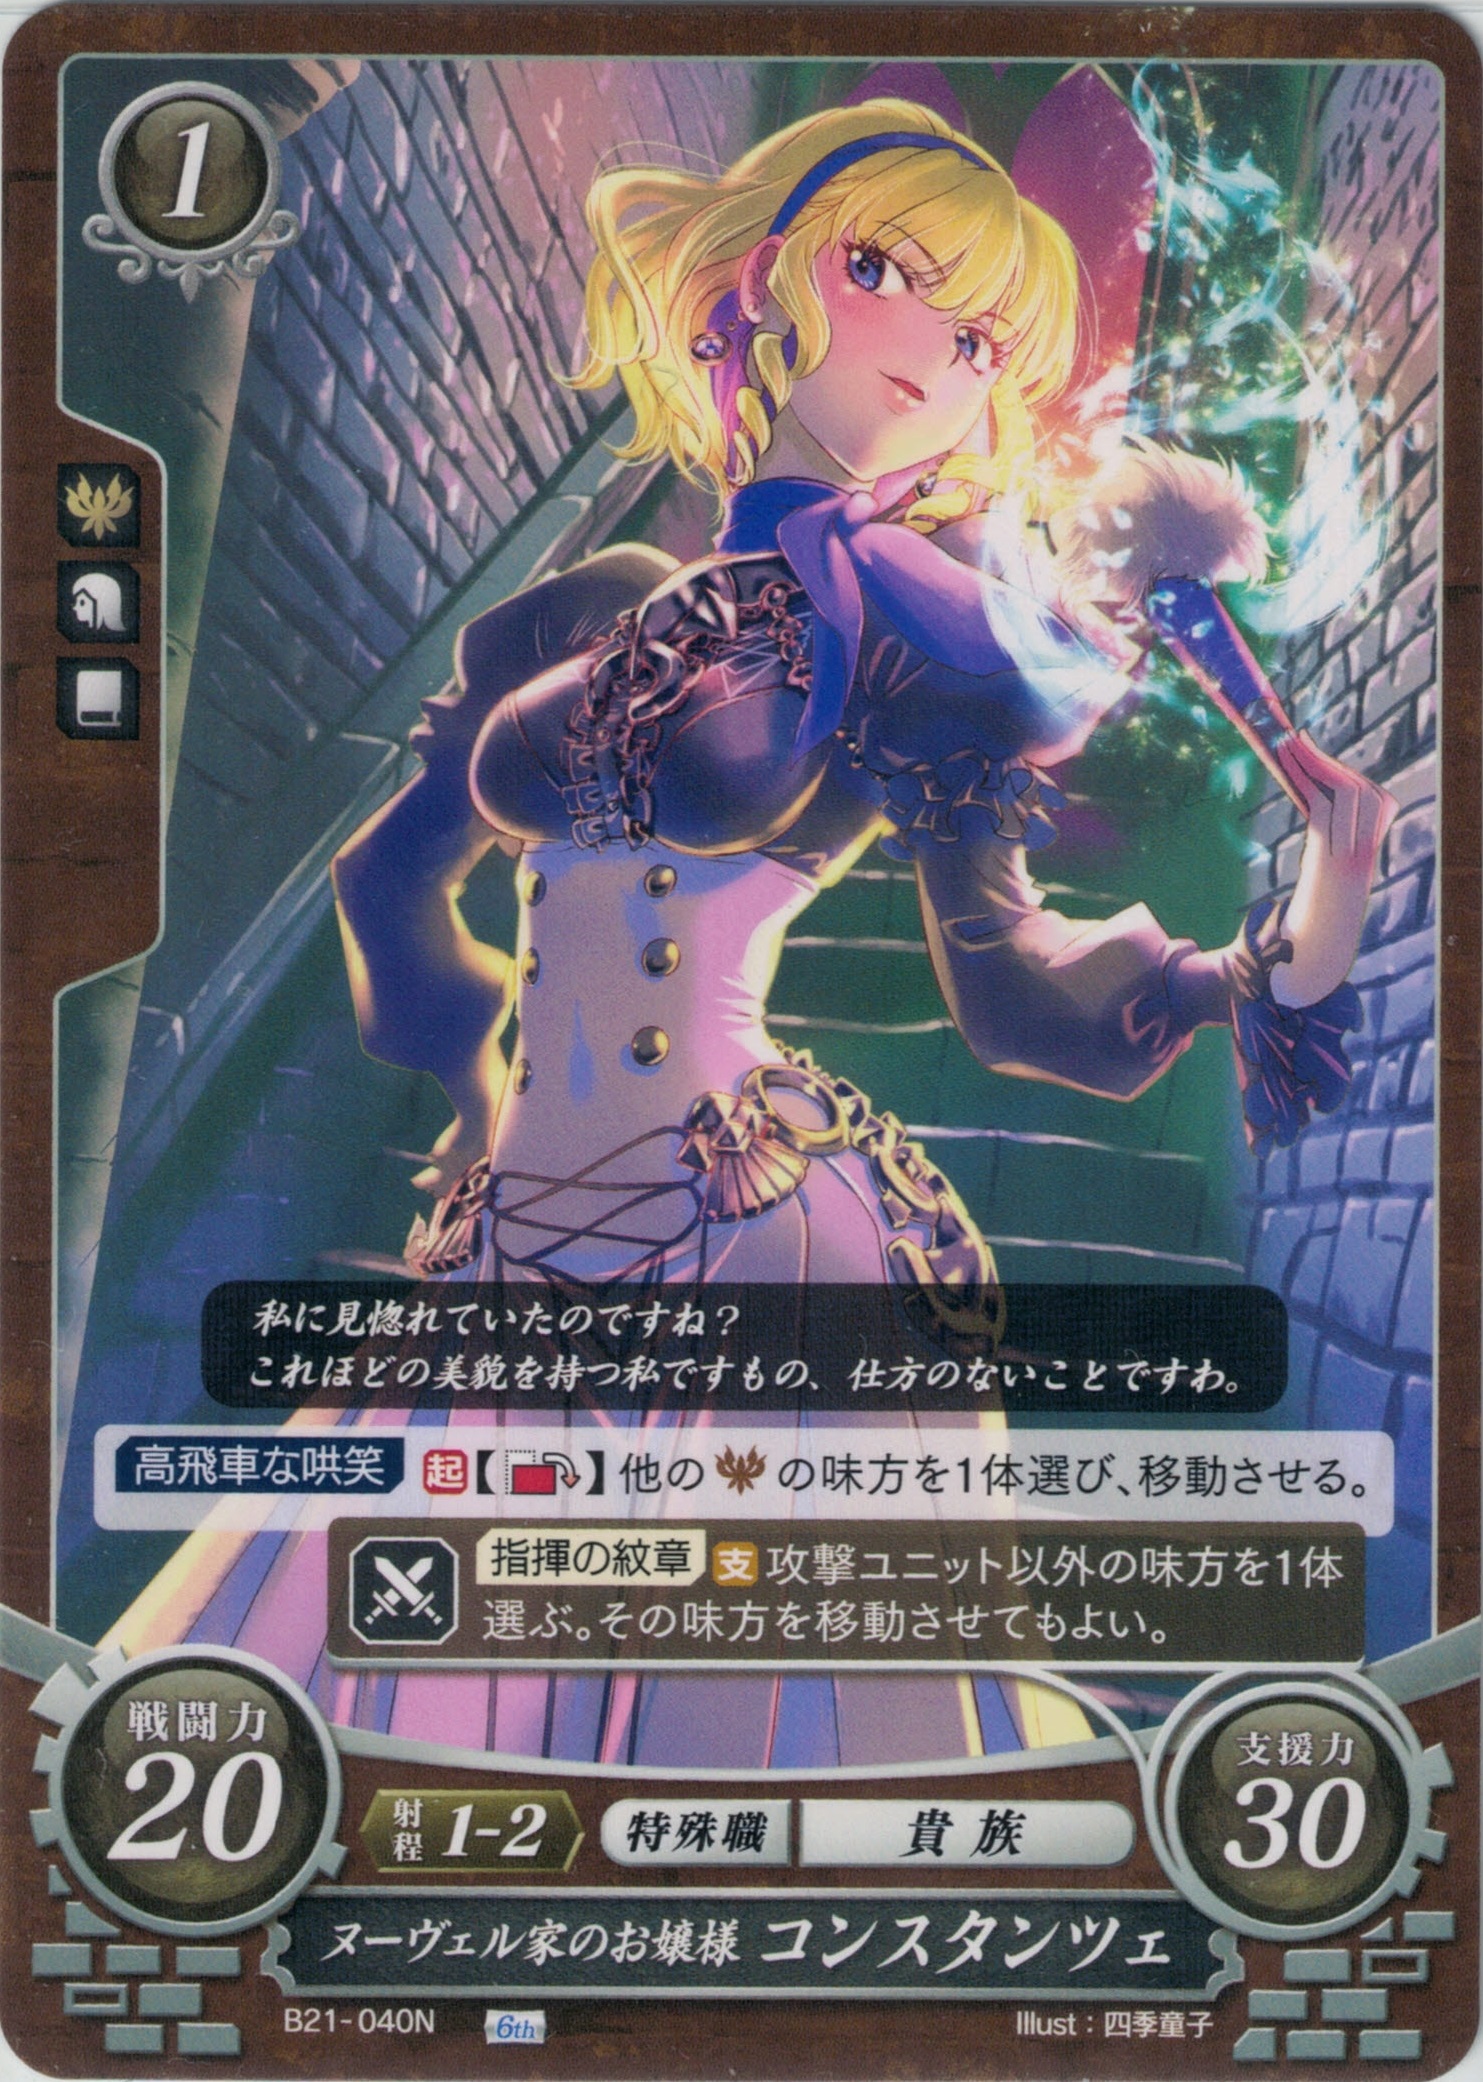 1
私に見惚れていたのですね？
これほどの美貌を持つ私ですもの、仕方のないことですわ。
高飛車な哄笑 起【】他の の味方を1体選び、移動させる。
指揮の紋章 支 攻撃ユニット以外の味方を1体
選ぶ。その味方を移動させてもよい。
戦闘力
20
射程 1-2
特殊職 貴族
支援力
30
ヌーヴェル家のお嬢様 コンスタンツェ
B21-040N 6th Illust：四季童子